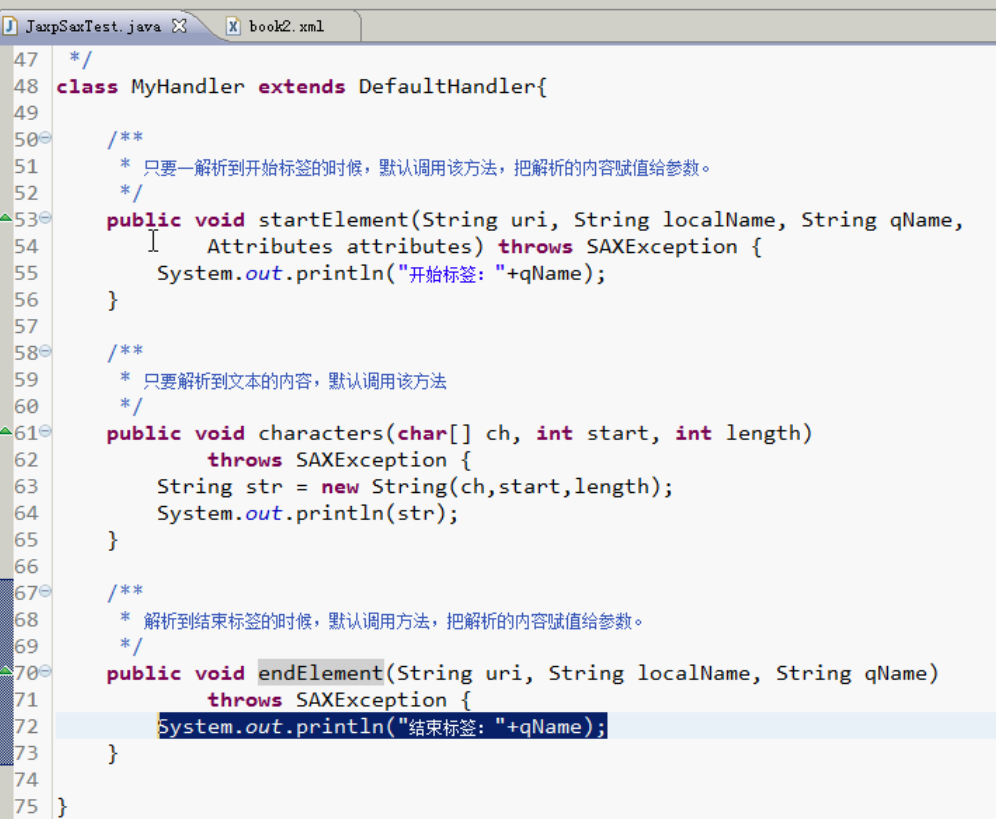 JaxpSaxTest.java book2.xml
47 */
48 class MyHandler extends DefaultHandler{
49
50 /**
51 * 只要一解析到开始标签的时候，默认调用该方法，把解析的内容赋值给参数。
52 */
53 public void startElement(String uri, String localName, String qName,
54 Attributes attributes) throws SAXException {
55 System.out.println("开始标签："+qName);
56 }
57
58 /**
59 * 只要解析到文本的内容，默认调用该方法
60 */
61 public void characters(char[] ch, int start, int length)
62 throws SAXException {
63 String str = new String(ch,start,length);
64 System.out.println(str);
65 }
66
67 /**
68 * 解析到结束标签的时候，默认调用方法，把解析的内容赋值给参数。
69 */
70 public void endElement(String uri, String localName, String qName)
71 throws SAXException {
72 System.out.println("结束标签："+qName);
73 }
74
75 }